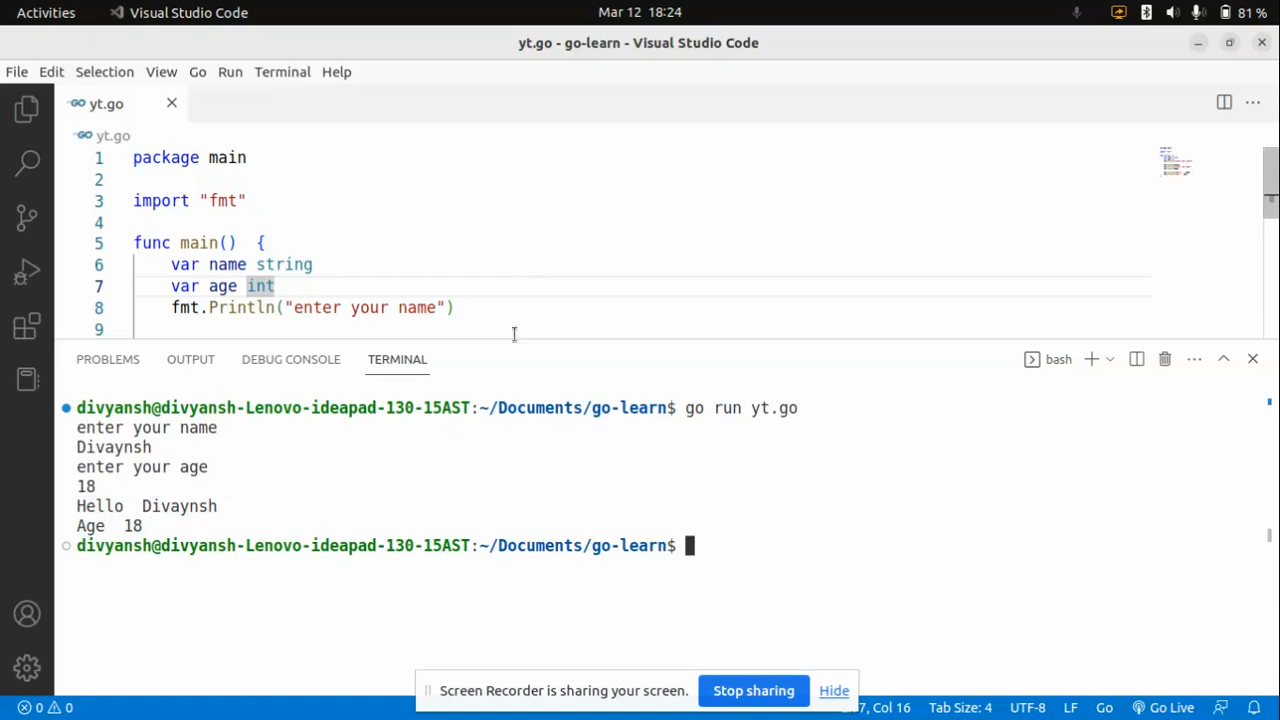 Activities Visual Studio Code Mar 12 18:24 81 %
yt.go - go-learn - Visual Studio Code
File Edit Selection View Go Run Terminal Help
yt.go
yt.go
1 package main
2
3 import "fmt"
4
5 func main() {
6 var name string
7 var age int
8 fmt.Println("enter your name")
9
PROBLEMS OUTPUT DEBUG CONSOLE TERMINAL bash
divyansh@divyansh-Lenovo-ideapad-130-15AST:~/Documents/go-learn$ go run yt.go
enter your name
Divaynsh
enter your age
18
Hello Divaynsh
Age 18
divyansh@divyansh-Lenovo-ideapad-130-15AST:~/Documents/go-learn$
Screen Recorder is sharing your screen. Stop sharing Hide
0 0 7, Col 16 Tab Size: 4 UTF-8 LF Go Go Live